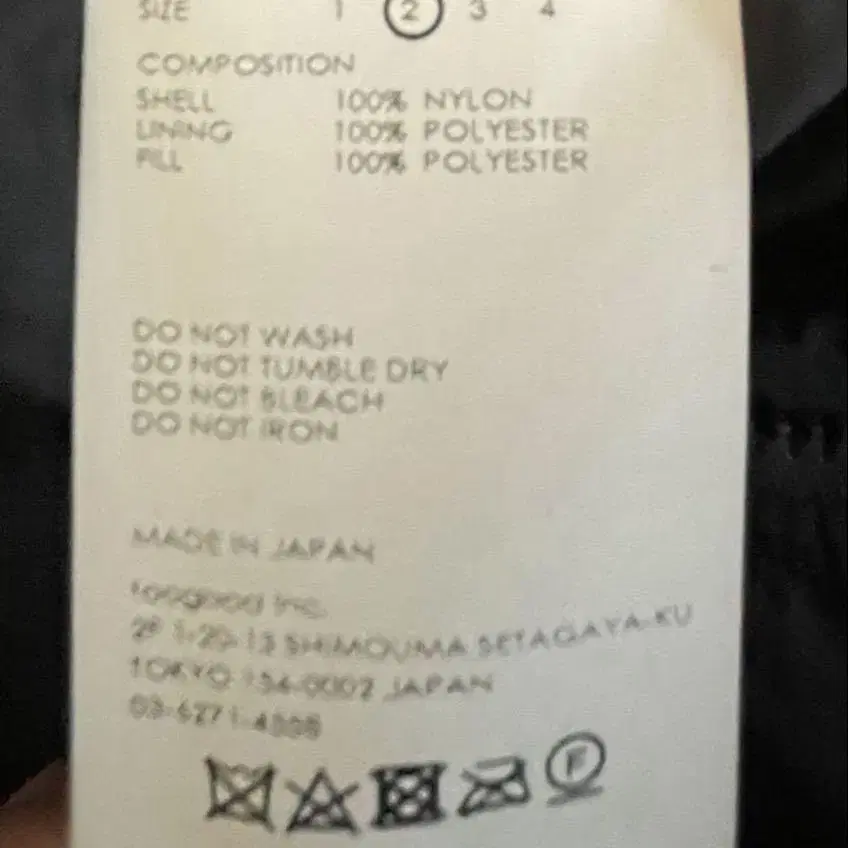 SIZE 1 2 3 4
COMPOSITION
SHELL 100% NYLON
LINING 100% POLYESTER
FILL 100% POLYESTER
DO NOT WASH
DO NOT TUMBLE DRY
DO NOT BLEACH
DO NOT IRON
MADE IN JAPAN
toogood Inc.
2F 1-20-13 SHIMOUMA SETAGAYA-KU
TOKYO 154-0002 JAPAN
F